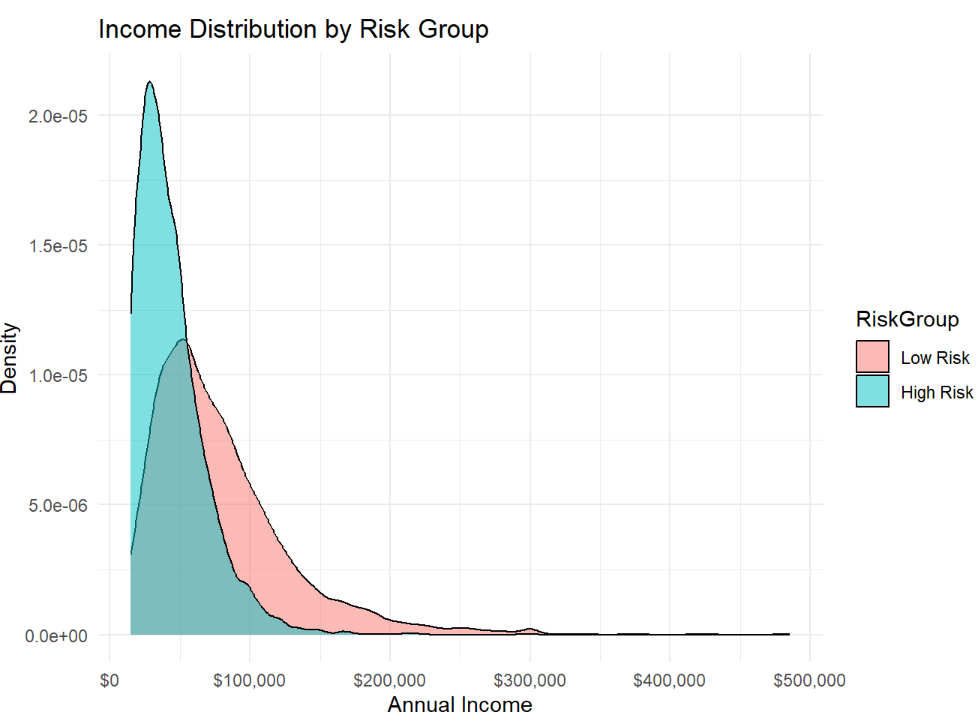 Income Distribution by Risk Group
Density
2.0e-05
1.5e-05
1.0e-05
5.0e-06
0.0e+00
$0 $100,000 $200,000 $300,000 $400,000 $500,000
Annual Income
RiskGroup
Low Risk
High Risk